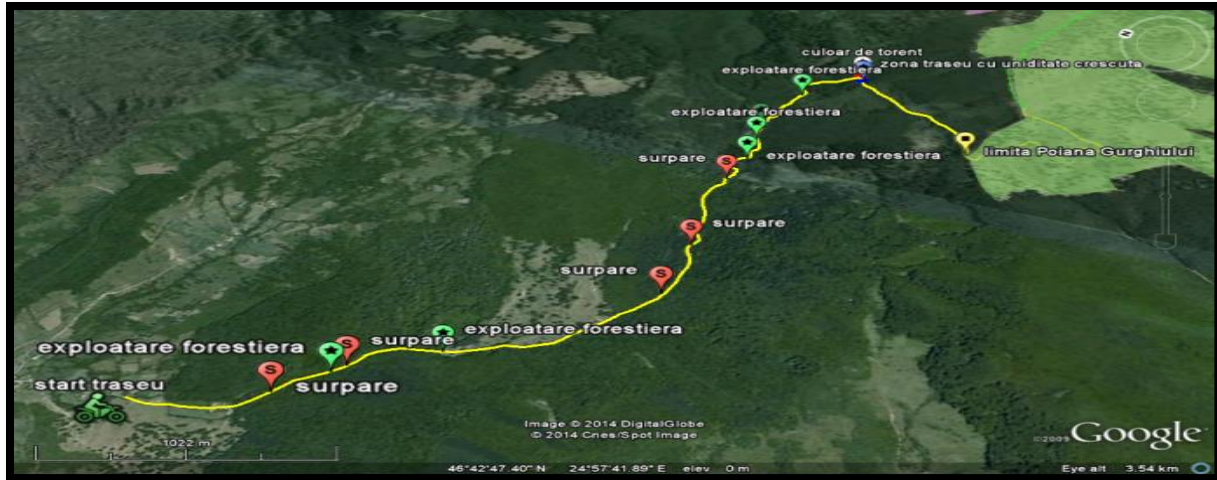 N
culoar de torent
zona traseu cu uniditate crescuta
exploatare forestiera
exploatare forestiera
surpare
exploatare forestiera
limita Poiana Gurghiului
S
surpare
S
surpare
S
exploatare forestiera
surpare
S
exploatare forestiera
surpare
S
start traseu
Image © 2014 DigitalGlobe
© 2014 Cnes/Spot Image
©2009 Google
1022 m
46°42'47.40" N 24°57'41.89" E elev 0 m
Eye alt 3.54 km